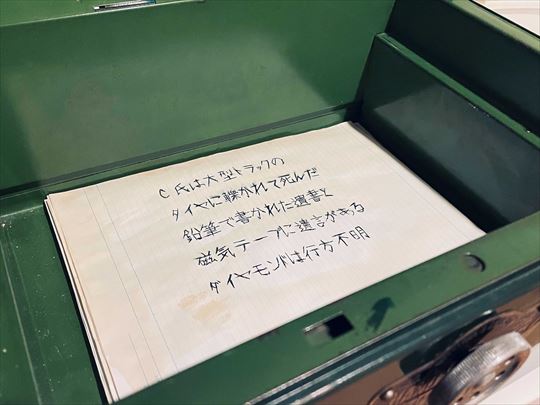 C氏は大型トラックの
タイヤに轢かれて死んだ
鉛筆で書かれた遺書と
磁気テープに遺言がある
ダイヤモンドは行方不明